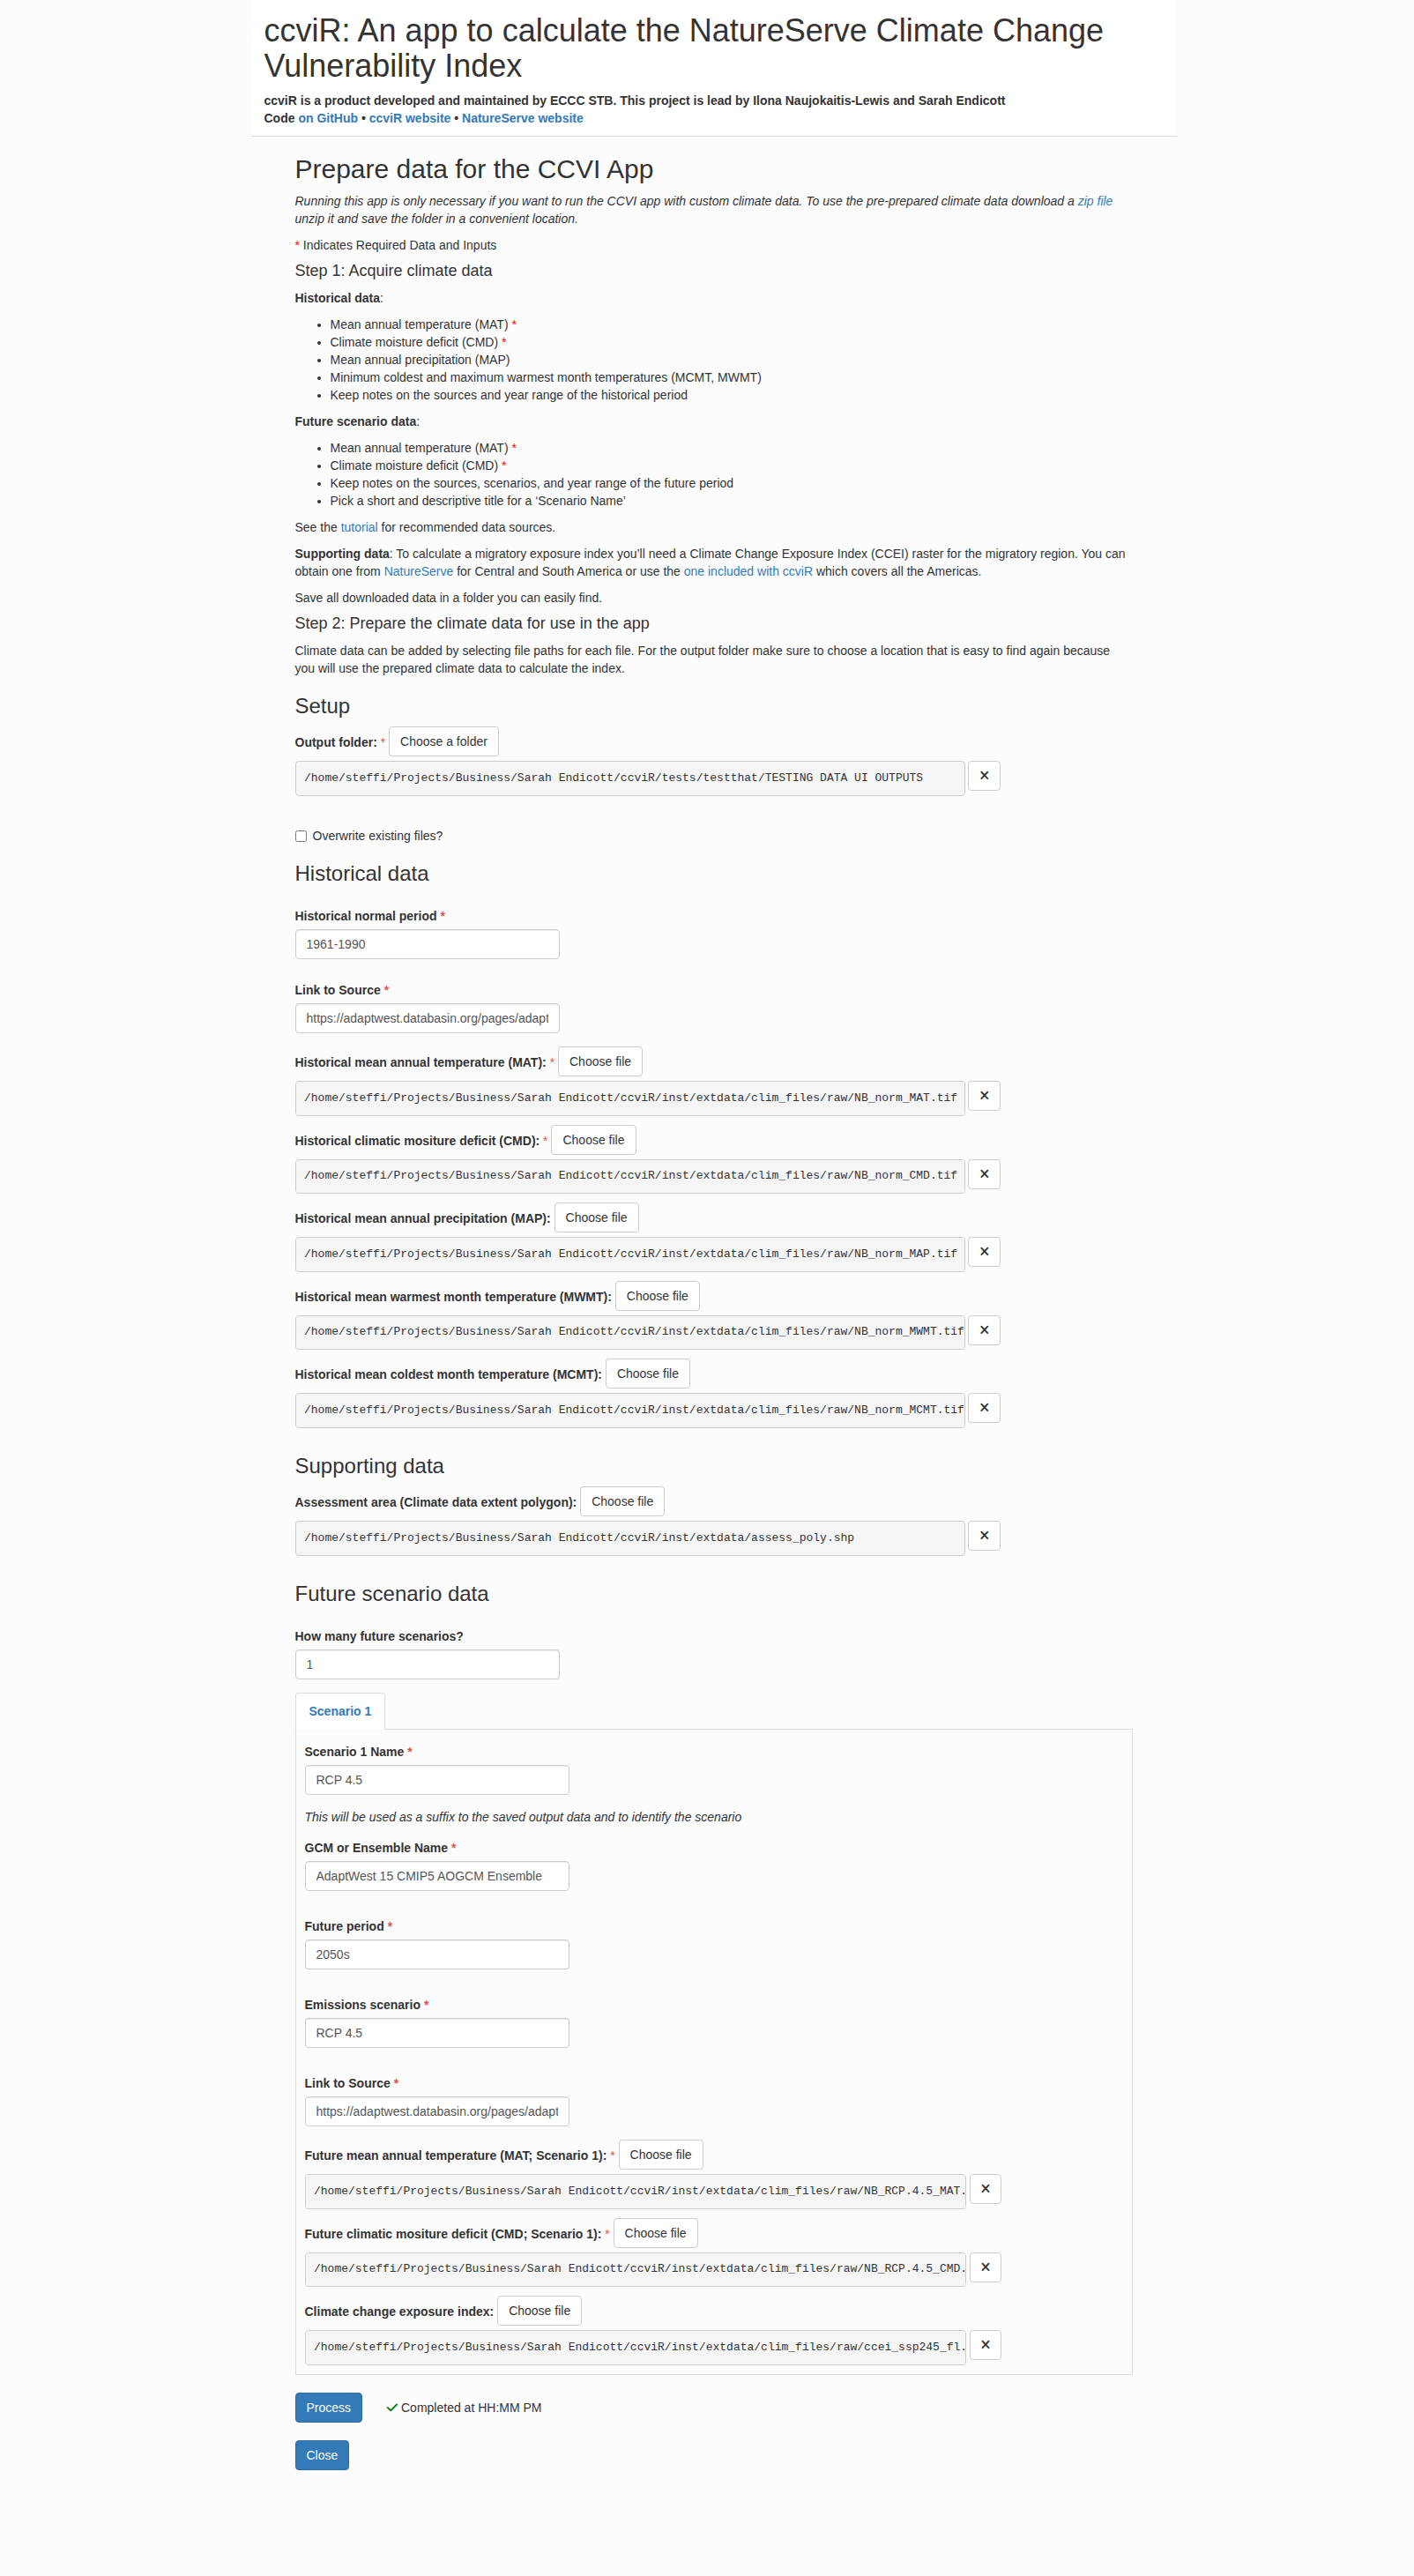 ccviR: An app to calculate the NatureServe Climate Change
Vulnerability Index
ccviR is a product developed and maintained by ECCC STB. This project is lead by Ilona Naujokaitis-Lewis and Sarah Endicott
Code on GitHub • ccviR website • NatureServe website
Prepare data for the CCVI App
Running this app is only necessary if you want to run the CCVI app with custom climate data. To use the pre-prepared climate data download a zip file
unzip it and save the folder in a convenient location.
* Indicates Required Data and Inputs
Step 1: Acquire climate data
Historical data:
• Mean annual temperature (MAT) *
• Climate moisture deficit (CMD) *
• Mean annual precipitation (MAP)
• Minimum coldest and maximum warmest month temperatures (MCMT, MWMT)
• Keep notes on the sources and year range of the historical period
Future scenario data:
• Mean annual temperature (MAT) *
• Climate moisture deficit (CMD) *
• Keep notes on the sources, scenarios, and year range of the future period
• Pick a short and descriptive title for a ‘Scenario Name’
See the tutorial for recommended data sources.
Supporting data: To calculate a migratory exposure index you’ll need a Climate Change Exposure Index (CCEI) raster for the migratory region. You can
obtain one from NatureServe for Central and South America or use the one included with ccviR which covers all the Americas.
Save all downloaded data in a folder you can easily find.
Step 2: Prepare the climate data for use in the app
Climate data can be added by selecting file paths for each file. For the output folder make sure to choose a location that is easy to find again because
you will use the prepared climate data to calculate the index.
Setup
Output folder: * Choose a folder
/home/steffi/Projects/Business/Sarah Endicott/ccviR/tests/testthat/TESTING DATA UI OUTPUTS
Overwrite existing files?
Historical data
Historical normal period *
1961-1990
Link to Source *
https://adaptwest.databasin.org/pages/adapt
Historical mean annual temperature (MAT): * Choose file
/home/steffi/Projects/Business/Sarah Endicott/ccviR/inst/extdata/clim_files/raw/NB_norm_MAT.tif
Historical climatic mositure deficit (CMD): * Choose file
/home/steffi/Projects/Business/Sarah Endicott/ccviR/inst/extdata/clim_files/raw/NB_norm_CMD.tif
Historical mean annual precipitation (MAP): Choose file
/home/steffi/Projects/Business/Sarah Endicott/ccviR/inst/extdata/clim_files/raw/NB_norm_MAP.tif
Historical mean warmest month temperature (MWMT): Choose file
/home/steffi/Projects/Business/Sarah Endicott/ccviR/inst/extdata/clim_files/raw/NB_norm_MWMT.tif
Historical mean coldest month temperature (MCMT): Choose file
/home/steffi/Projects/Business/Sarah Endicott/ccviR/inst/extdata/clim_files/raw/NB_norm_MCMT.tif
Supporting data
Assessment area (Climate data extent polygon): Choose file
/home/steffi/Projects/Business/Sarah Endicott/ccviR/inst/extdata/assess_poly.shp
Future scenario data
How many future scenarios?
1
Scenario 1
Scenario 1 Name *
RCP 4.5
This will be used as a suffix to the saved output data and to identify the scenario
GCM or Ensemble Name *
AdaptWest 15 CMIP5 AOGCM Ensemble
Future period *
2050s
Emissions scenario *
RCP 4.5
Link to Source *
https://adaptwest.databasin.org/pages/adapt
Future mean annual temperature (MAT; Scenario 1): * Choose file
/home/steffi/Projects/Business/Sarah Endicott/ccviR/inst/extdata/clim_files/raw/NB_RCP.4.5_MAT.
Future climatic mositure deficit (CMD; Scenario 1): * Choose file
/home/steffi/Projects/Business/Sarah Endicott/ccviR/inst/extdata/clim_files/raw/NB_RCP.4.5_CMD.
Climate change exposure index: Choose file
/home/steffi/Projects/Business/Sarah Endicott/ccviR/inst/extdata/clim_files/raw/ccei_ssp245_fl.
Process Completed at HH:MM PM
Close